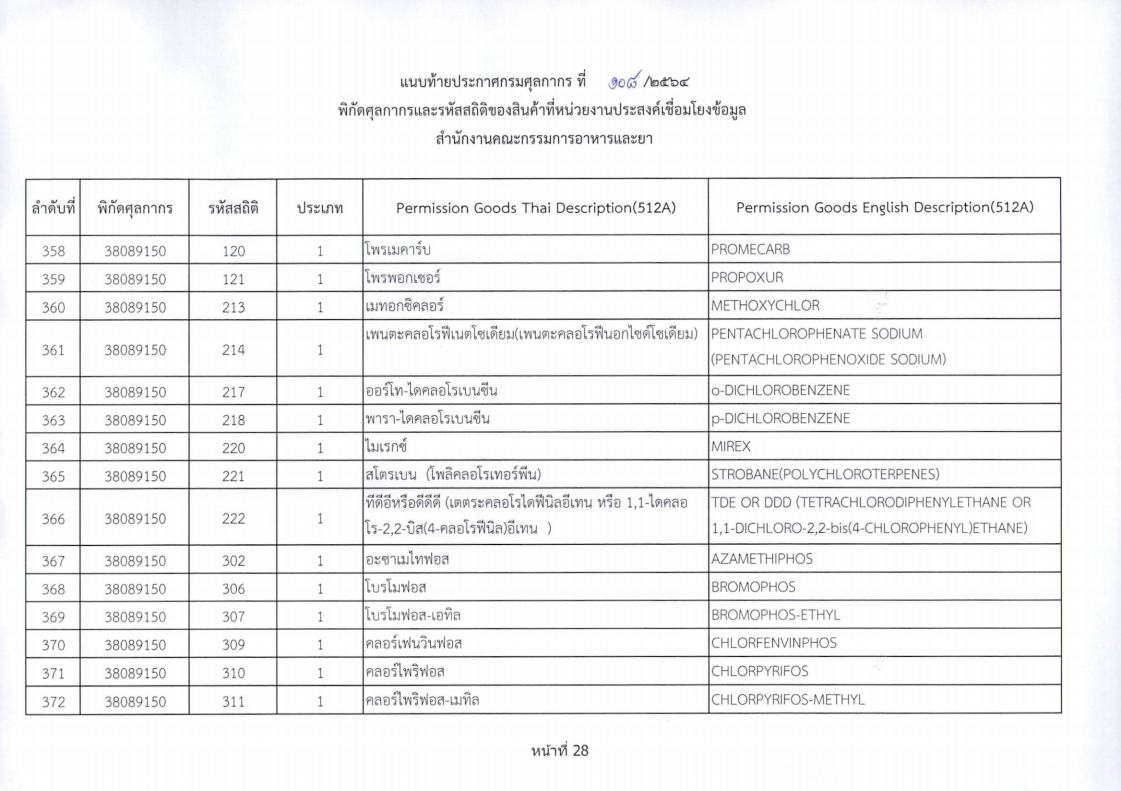 แนบท้ายประกาศกรมศุลกากร ที่ ๑๐๘ /๒๕๖๔
พิกัดศุลกากรและรหัสสถิติของสินค้าที่หน่วยงานประสงค์เชื่อมโยงข้อมูล
สำนักงานคณะกรรมการอาหารและยา
ลำดับที่ พิกัดศุลกากร รหัสสถิติ ประเภท Permission Goods Thai Description(512A) Permission Goods English Description(512A)
358 38089150 120 1 โพรเมคาร์บ PROMECARB
359 38089150 121 1 โพรพอกเซอร์ PROPOXUR
360 38089150 213 1 เมทอกซิคลอร์ METHOXYCHLOR
361 38089150 214 1 เพนตะคลอโรฟีเนตโซเดียม(เพนตะคลอโรฟีนอกไซด์โซเดียม) PENTACHLOROPHENATE SODIUM
(PENTACHLOROPHENOXIDE SODIUM)
362 38089150 217 1 ออร์โท-ไดคลอโรเบนซีน o-DICHLOROBENZENE
363 38089150 218 1 พารา-ไดคลอโรเบนซีน p-DICHLOROBENZENE
364 38089150 220 1 ไมเรกซ์ MIREX
365 38089150 221 1 สโตรเบน (โพลิคลอโรเทอร์พีน) STROBANE(POLYCHLOROTERPENES)
366 38089150 222 1 ทีดีอีหรือดีดีดี (เตตระคลอโรไดฟีนิลอีเทน หรือ 1,1-ไดคลอ TDE OR DDD (TETRACHLORODIPHENYLETHANE OR
โร-2,2-บิส(4-คลอโรฟีนิล)อีเทน ) 1,1-DICHLORO-2,2-bis(4-CHLOROPHENYL)ETHANE)
367 38089150 302 1 อะซาเมไทฟอส AZAMETHIPHOS
368 38089150 306 1 โบรโมฟอส BROMOPHOS
369 38089150 307 1 โบรโมฟอส-เอทิล BROMOPHOS-ETHYL
370 38089150 309 1 คลอร์เฟนวินฟอส CHLORFENVINPHOS
371 38089150 310 1 คลอร์ไพริฟอส CHLORPYRIFOS
372 38089150 311 1 คลอร์ไพริฟอส-เมทิล CHLORPYRIFOS-METHYL
หน้าที่ 28